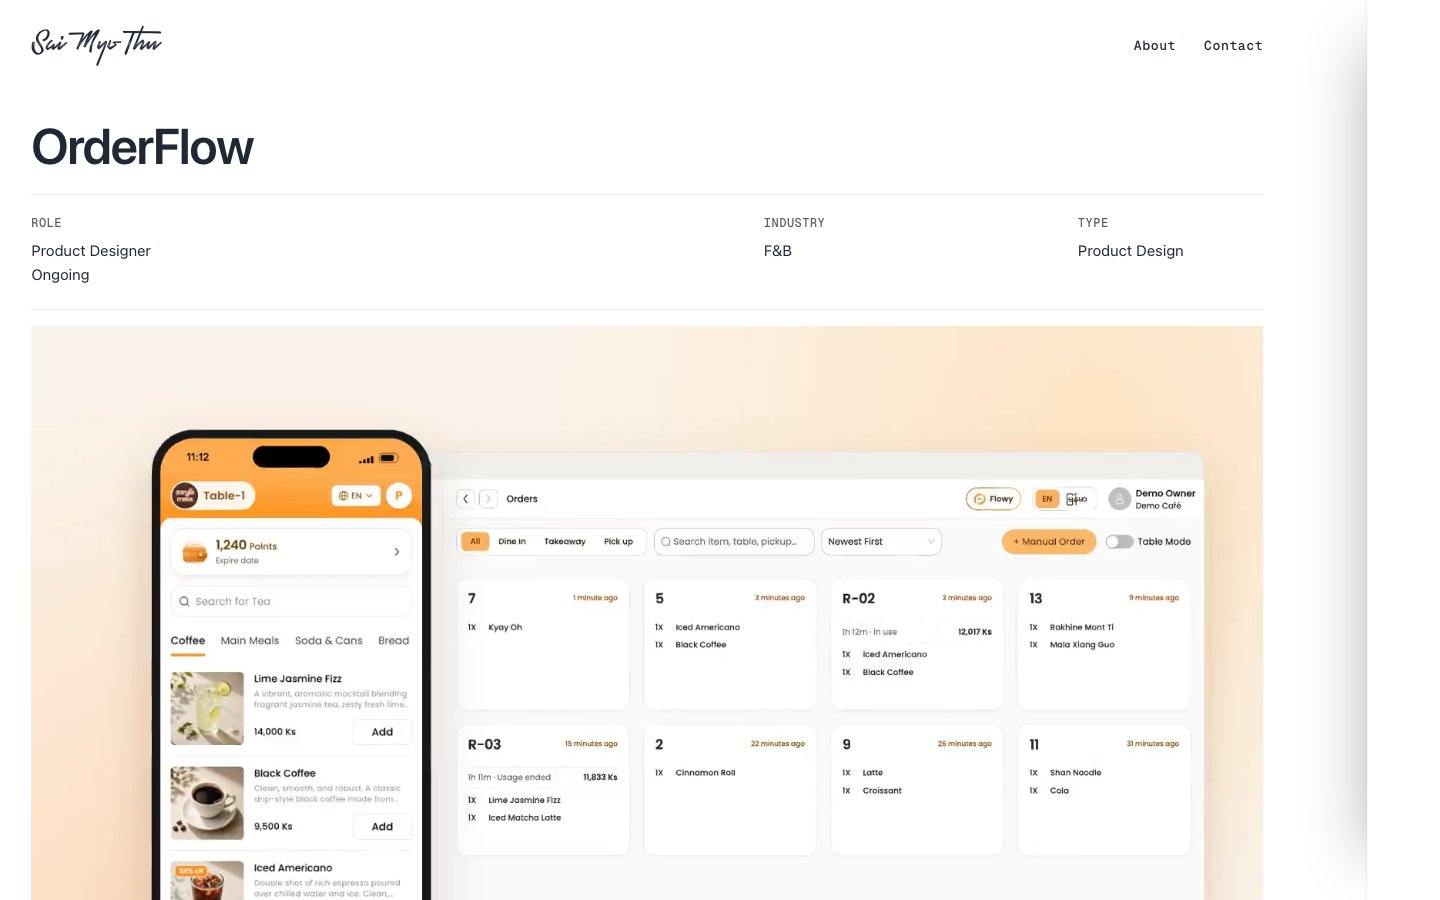 Sai Myo Thu
About
Contact
OrderFlow
ROLE
Product Designer
Ongoing
INDUSTRY
F&B
TYPE
Product Design
11:12
Table-1
EN
P
1,240 Points
Expire date
Search for Tea
Coffee
Main Meals
Soda & Cans
Bread
Lime Jasmine Fizz
A vibrant, aromatic mocktail blending
fragrant jasmine tea, zesty fresh lime...
14,000 Ks
Add
Black Coffee
Clean, smooth, and robust. A classic
drip-style black coffee made from...
9,500 Ks
Add
Iced Americano
Double shot of rich espresso poured
over chilled water and ice. Clean,...
Orders
Flowy
EN
Demo Owner
Demo Café
All
Dine In
Takeaway
Pick up
Search item, table, pickup...
Newest First
+ Manual Order
Table Mode
7
1 minute ago
1X Kyay Oh
5
3 minutes ago
1X Iced Americano
1X Black Coffee
R-02
3 minutes ago
1h 12m · In use
12,017 Ks
1X Iced Americano
1X Black Coffee
13
9 minutes ago
1X Rakhine Mont Ti
1X Mala Xiang Guo
R-03
15 minutes ago
1h 11m · Usage ended
11,833 Ks
1X Lime Jasmine Fizz
1X Iced Matcha Latte
2
22 minutes ago
1X Cinnamon Roll
9
26 minutes ago
1X Latte
1X Croissant
11
31 minutes ago
1X Shan Noodle
1X Cola